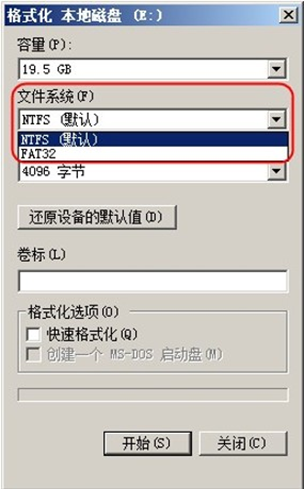 格式化 本地磁盘 (E:)
容量(P):
19.5 GB
文件系统(F)
NTFS (默认)
NTFS (默认)
FAT32
4096 字节
还原设备的默认值(D)
卷标(L)
格式化选项(O)
快速格式化(Q)
创建一个 MS-DOS 启动盘(M)
开始(S)
关闭(C)